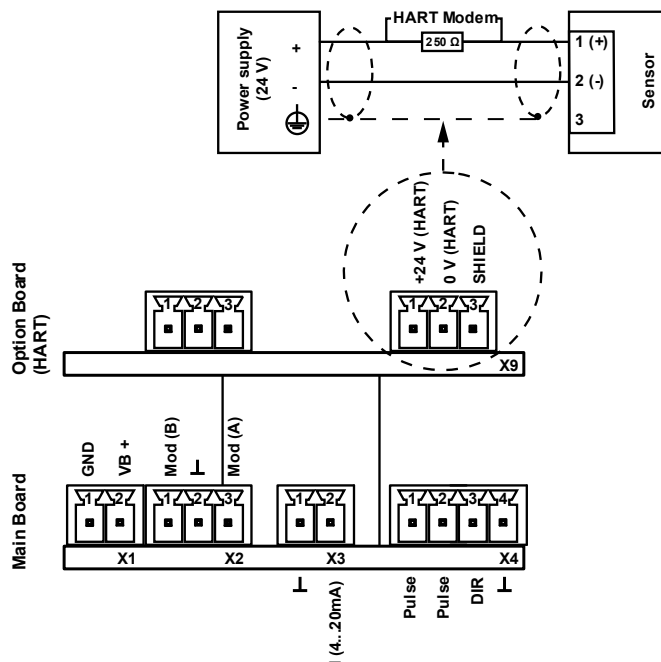 HART Modem
250 Ω
Power supply
(24 V)
+
-
1 (+)
2 (-)
3
Sensor
+24 V (HART)
0 V (HART)
SHIELD
Option Board
(HART)
1 2 3
1 2 3
X9
GND
VB +
Mod (B)
⊥
Mod (A)
Main Board
1 2
1 2 3
1 2
1 2 3 4
X1
X2
X3
X4
⊥
(4...20mA)
Pulse
Pulse
DIR
⊥